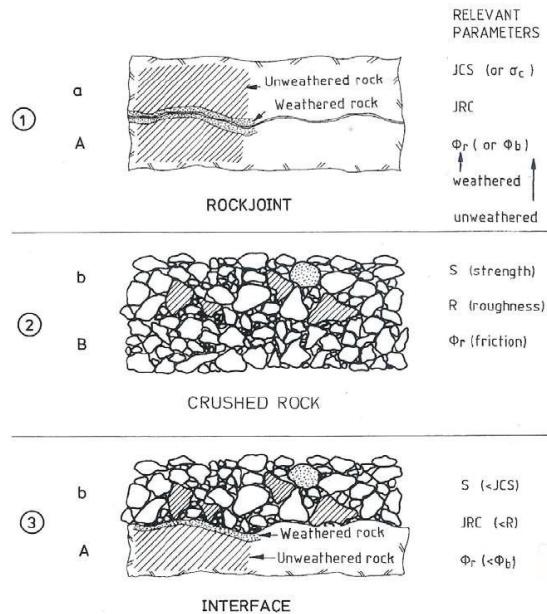 RELEVANT
PARAMETERS
a
Unweathered rock
JCS (or σc)
Weathered rock
JRC
1
A
Φr (or Φb)
weathered
ROCKJOINT
unweathered
b
S (strength)
2
R (roughness)
B
Φr (friction)
CRUSHED ROCK
b
S (<JCS)
3
JRC (<R)
Weathered rock
A
Unweathered rock
Φr (<Φb)
INTERFACE